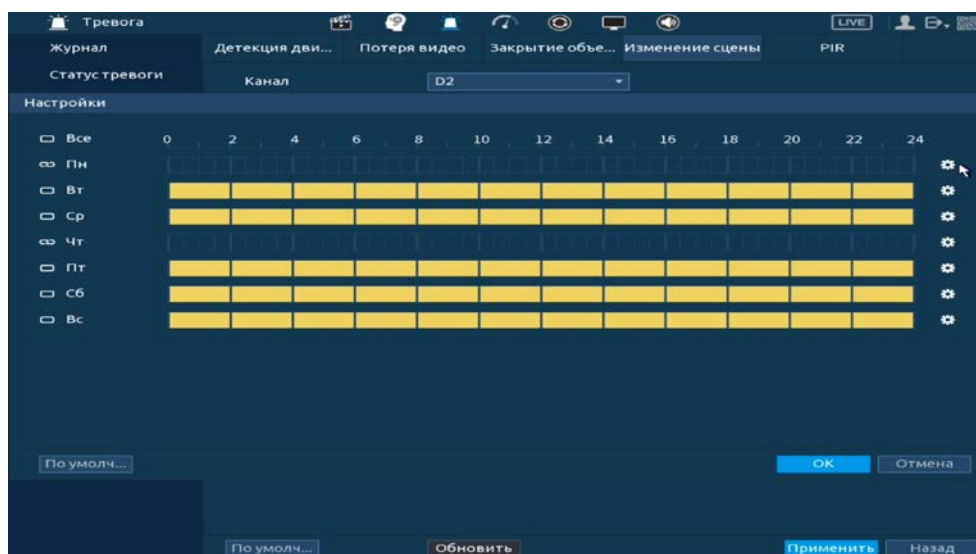 Тревога LIVE
Журнал Детекция дви... Потеря видео Закрытие объе... Изменение сцены PIR
Статус тревоги Канал D2
Настройки
Все 0 2 4 6 8 10 12 14 16 18 20 22 24
Пн
Вт
Ср
Чт
Пт
Сб
Вс
По умолч... OK Отмена
По умолч... Обновить Применить Назад